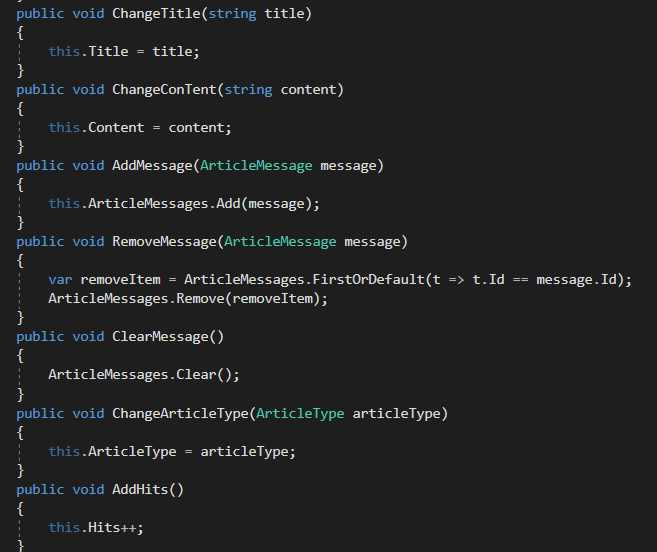 public void ChangeTitle(string title)
{
this.Title = title;
}
public void ChangeConTent(string content)
{
this.Content = content;
}
public void AddMessage(ArticleMessage message)
{
this.ArticleMessages.Add(message);
}
public void RemoveMessage(ArticleMessage message)
{
var removeItem = ArticleMessages.FirstOrDefault(t => t.Id == message.Id);
ArticleMessages.Remove(removeItem);
}
public void ClearMessage()
{
ArticleMessages.Clear();
}
public void ChangeArticleType(ArticleType articleType)
{
this.ArticleType = articleType;
}
public void AddHits()
{
this.Hits++;
}